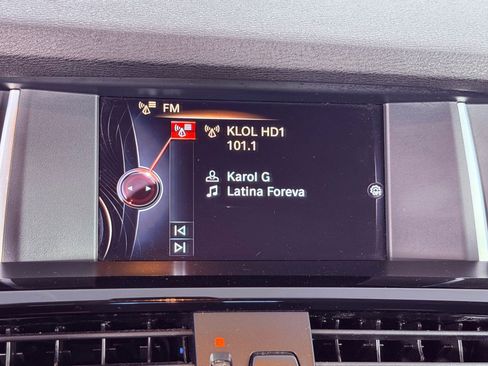 FM
KLOL HD1
101.1
Karol G
Latina Foreva